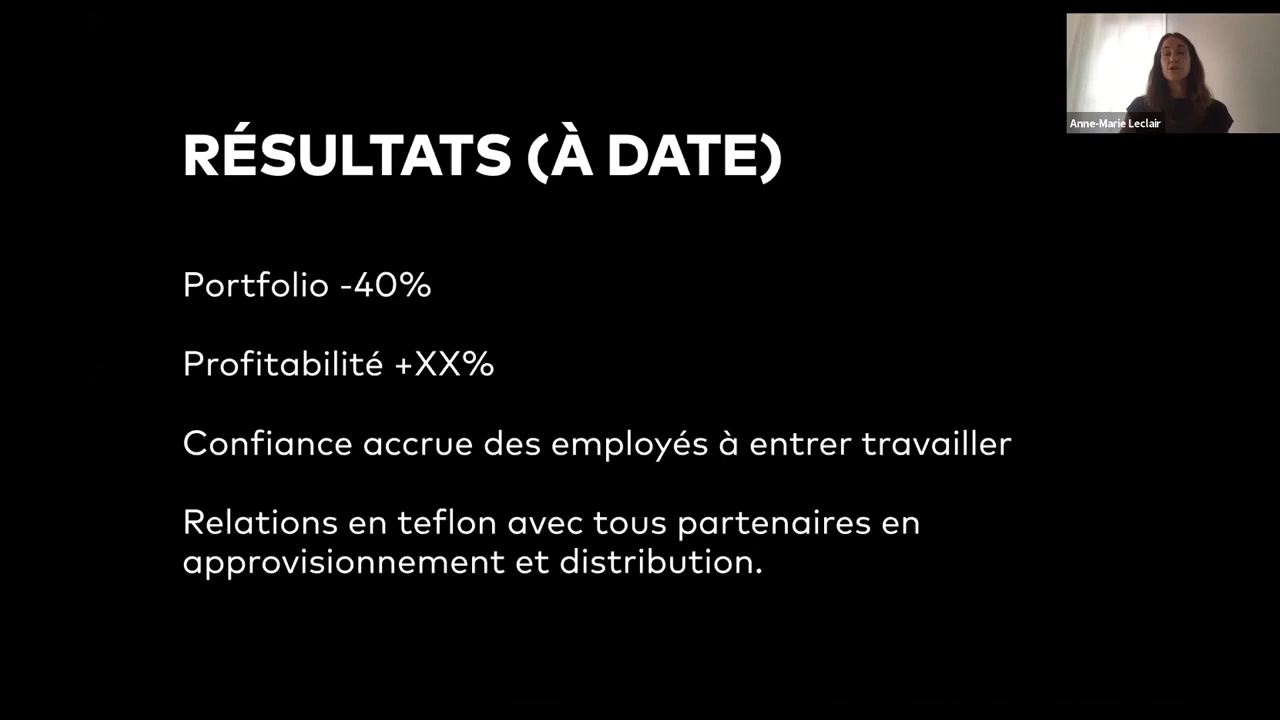 RÉSULTATS (À DATE)
Portfolio -40%
Profitabilité +XX%
Confiance accrue des employés à entrer travailler
Relations en teflon avec tous partenaires en
approvisionnement et distribution.
Anne-Marie Leclair